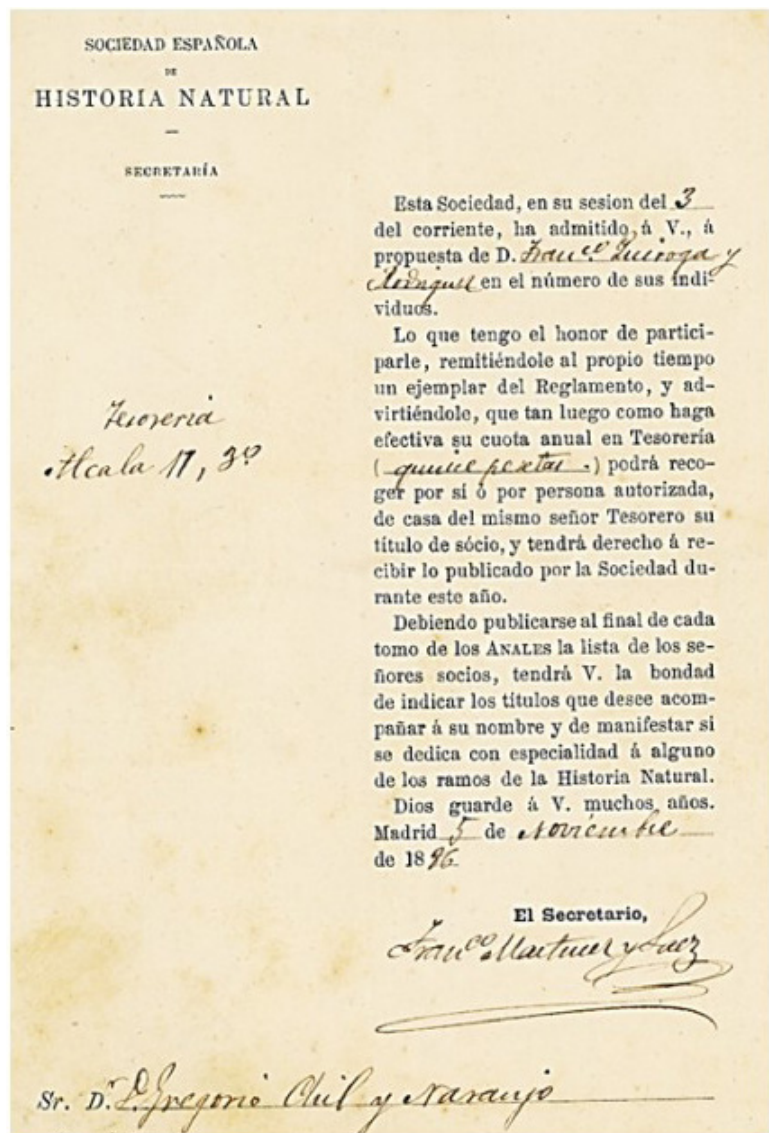 SOCIEDAD ESPAÑOLA
DE
HISTORIA NATURAL
SECRETARÍA
Esta Sociedad, en su sesion del 3
del corriente, ha admitido á V., á
propuesta de D. Franco. Quiroga y
Rodriguez en el número de sus indi-
viduos.
Lo que tengo el honor de partici-
parle, remitiéndole al propio tiempo
un ejemplar del Reglamento, y ad-
virtiéndole, que tan luego como haga
efectiva su cuota anual en Tesorería
(quince pesetas.) podrá reco-
ger por sí ó por persona autorizada,
de casa del mismo señor Tesorero su
título de sócio, y tendrá derecho á re-
cibir lo publicado por la Sociedad du-
rante este año.
Debiendo publicarse al final de cada
tomo de los ANALES la lista de los se-
ñores socios, tendrá V. la bondad
de indicar los títulos que desee acom-
pañar á su nombre y de manifestar si
se dedica con especialidad á alguno
de los ramos de la Historia Natural.
Dios guarde á V. muchos años.
Madrid 5 de Noviembre
de 18
El Secretario,
Franco Martinez y Saez
Tesoreria
Alcala 17, 3º
Sr. D. Gregorio Chil y Naranjo